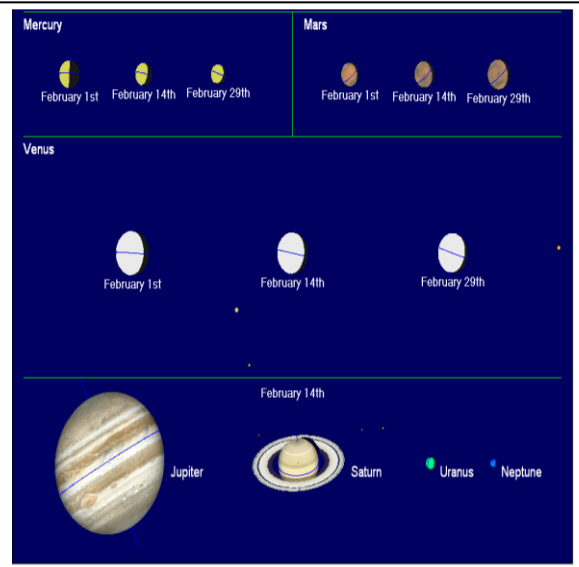 Mercury
Mars
February 1st
February 14th
February 29th
February 1st
February 14th
February 29th
Venus
February 1st
February 14th
February 29th
February 14th
Jupiter
Saturn
Uranus
Neptune